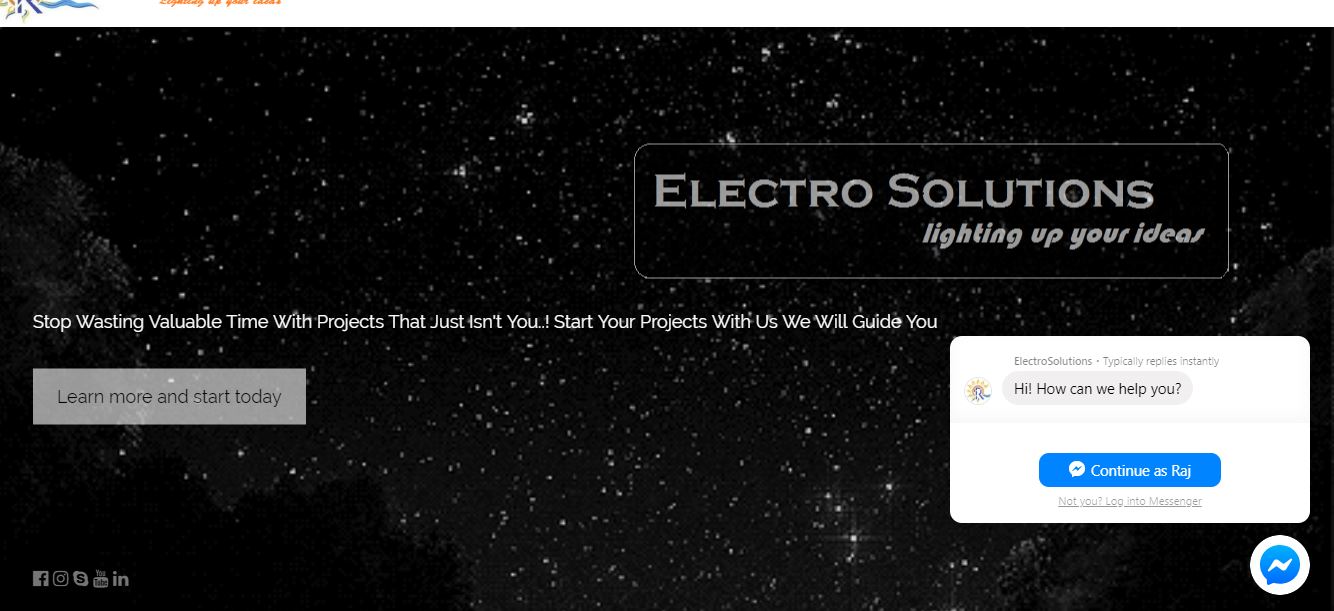 Lighting up your ideas
ELECTRO SOLUTIONS
lighting up your ideas
Stop Wasting Valuable Time With Projects That Just Isn't You..! Start Your Projects With Us We Will Guide You
Learn more and start today
ElectroSolutions • Typically replies instantly
Hi! How can we help you?
Continue as Raj
Not you? Log into Messenger
You
Tube